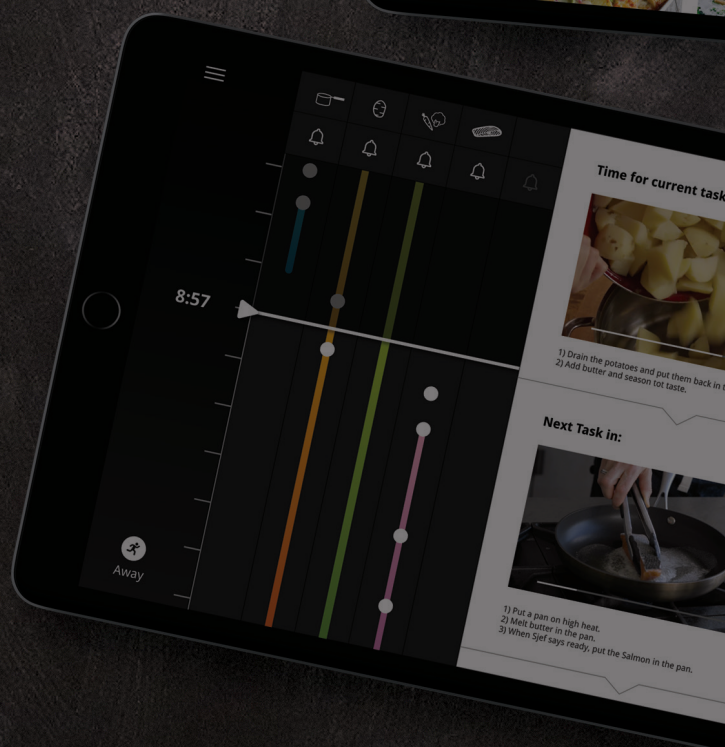 8:57
Away
Time for current task
1) Drain the potatoes and put them back in
2) Add butter and season tot taste.
Next Task in:
1) Put a pan on high heat.
2) Melt butter in the pan.
3) When Sjef says ready, put the Salmon in the pan.